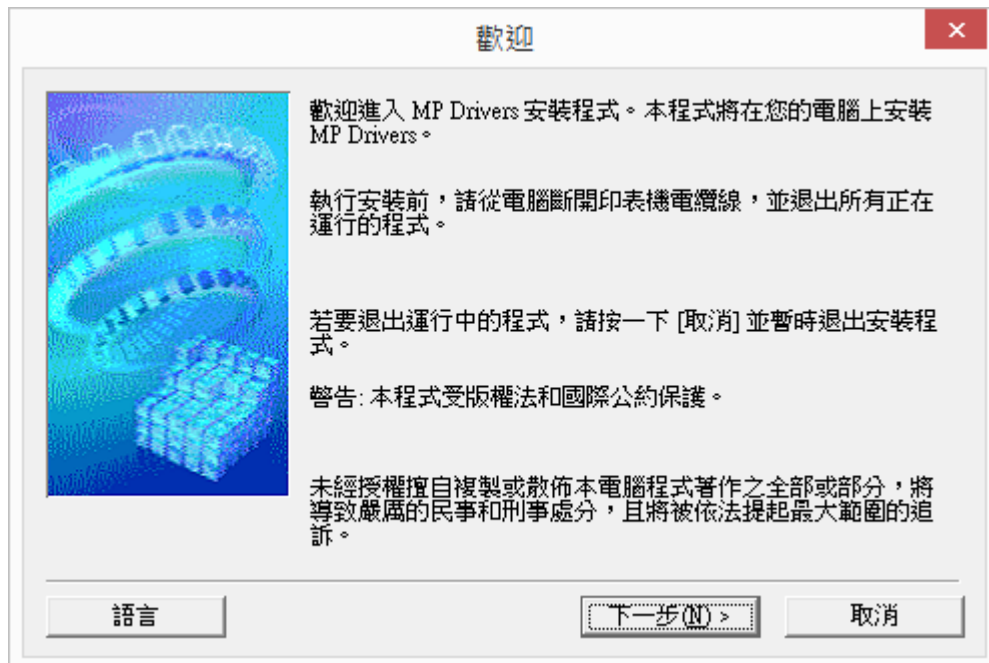 歡迎
歡迎進入 MP Drivers 安裝程式。本程式將在您的電腦上安裝
MP Drivers。
執行安裝前，請從電腦斷開印表機電纜線，並退出所有正在
運行的程式。
若要退出運行中的程式，請按一下 [取消] 並暫時退出安裝程
式。
警告: 本程式受版權法和國際公約保護。
未經授權擅自複製或散佈本電腦程式著作之全部或部分，將
導致嚴厲的民事和刑事處分，且將被依法提起最大範圍的追
訴。
語言
下一步(N) >
取消